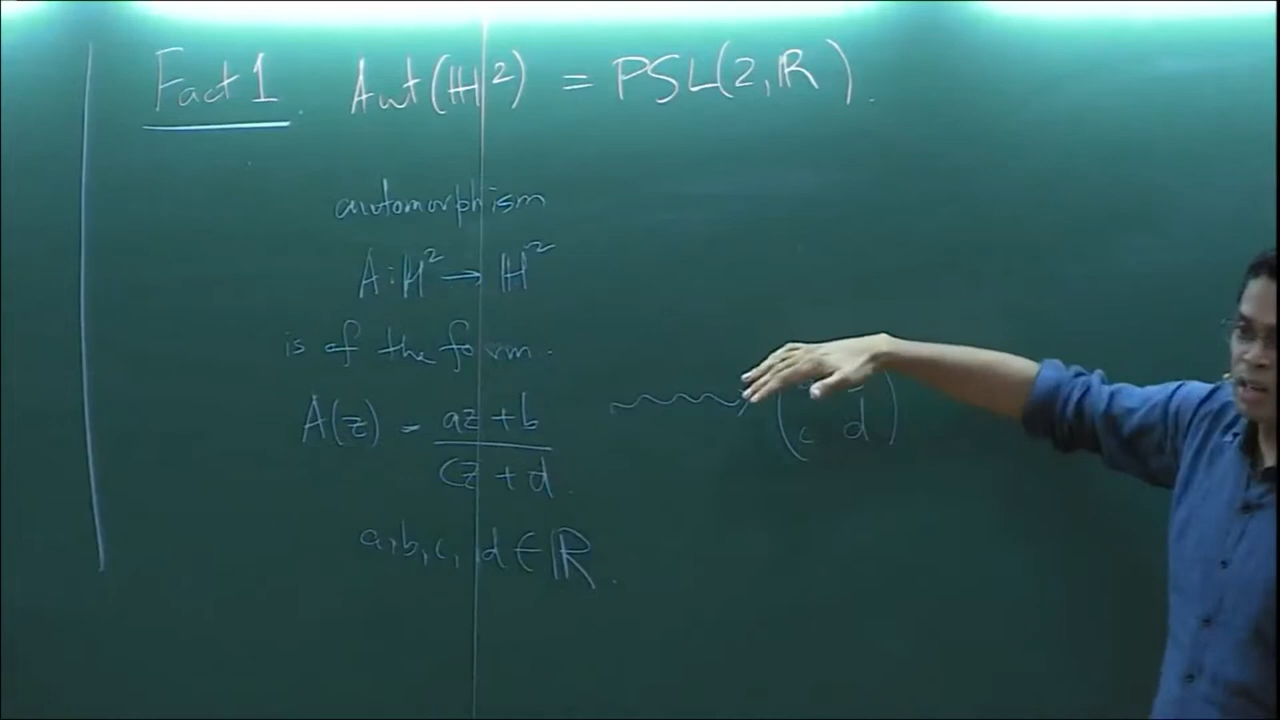 Fact 1. Aut(ℍ²) = PSL(2,ℝ).
automorphism
A : ℍ² → ℍ²
is of the form.
A(z) = az + b / cz + d.
(c d)
a, b, c, d ∈ ℝ.